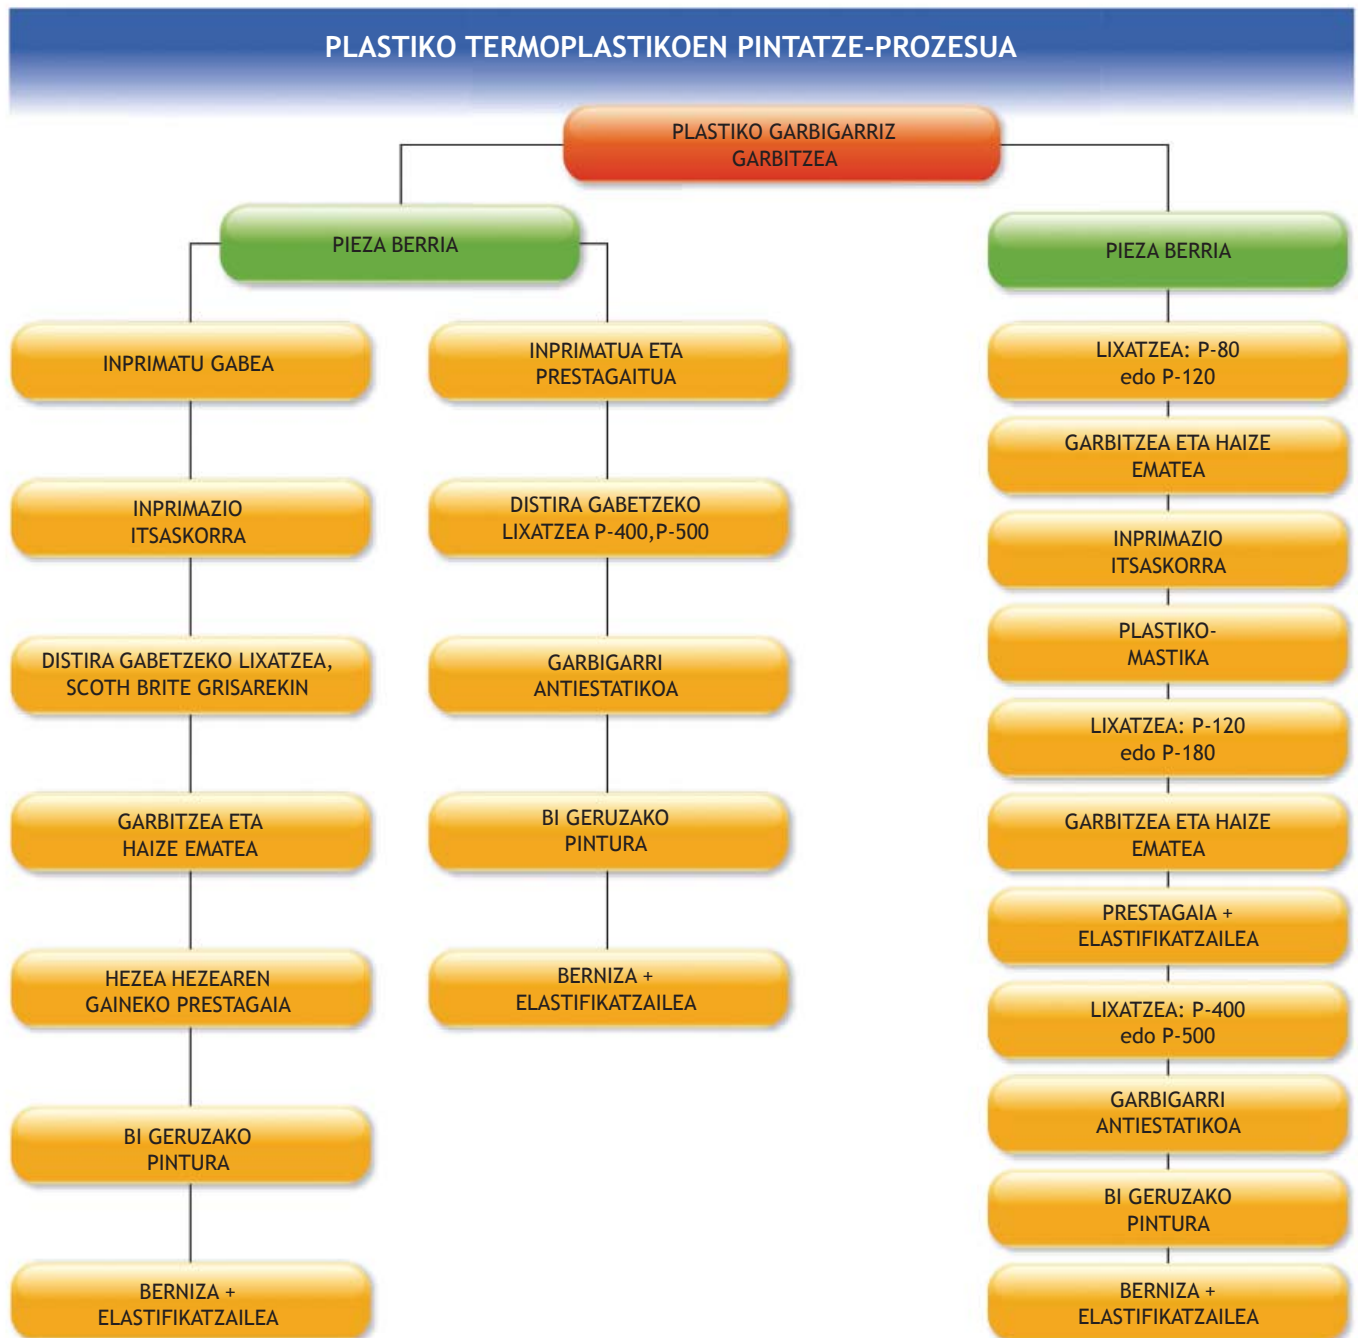 PLASTIKO TERMOPLASTIKOEN PINTATZE-PROZESUA
PLASTIKO GARBIGARRIZ
GARBITZEA
PIEZA BERRIA
INPRIMATU GABEA
INPRIMAZIO
ITSASKORRA
DISTIRA GABETZEKO LIXATZEA,
SCOTH BRITE GRISAREKIN
GARBITZEA ETA
HAIZE EMATEA
HEZEA HEZEAREN
GAINEKO PRESTAGAIA
BI GERUZAKO
PINTURA
BERNIZA +
ELASTIFIKATZAILEA
INPRIMATUA ETA
PRESTAGAITUA
DISTIRA GABETZEKO
LIXATZEA P-400,P-500
GARBIGARRI
ANTIESTATIKOA
BI GERUZAKO
PINTURA
BERNIZA +
ELASTIFIKATZAILEA
PIEZA BERRIA
LIXATZEA: P-80
edo P-120
GARBITZEA ETA HAIZE
EMATEA
INPRIMAZIO
ITSASKORRA
PLASTIKO-
MASTIKA
LIXATZEA: P-120
edo P-180
GARBITZEA ETA HAIZE
EMATEA
PRESTAGAIA +
ELASTIFIKATZAILEA
LIXATZEA: P-400
edo P-500
GARBIGARRI
ANTIESTATIKOA
BI GERUZAKO
PINTURA
BERNIZA +
ELASTIFIKATZAILEA